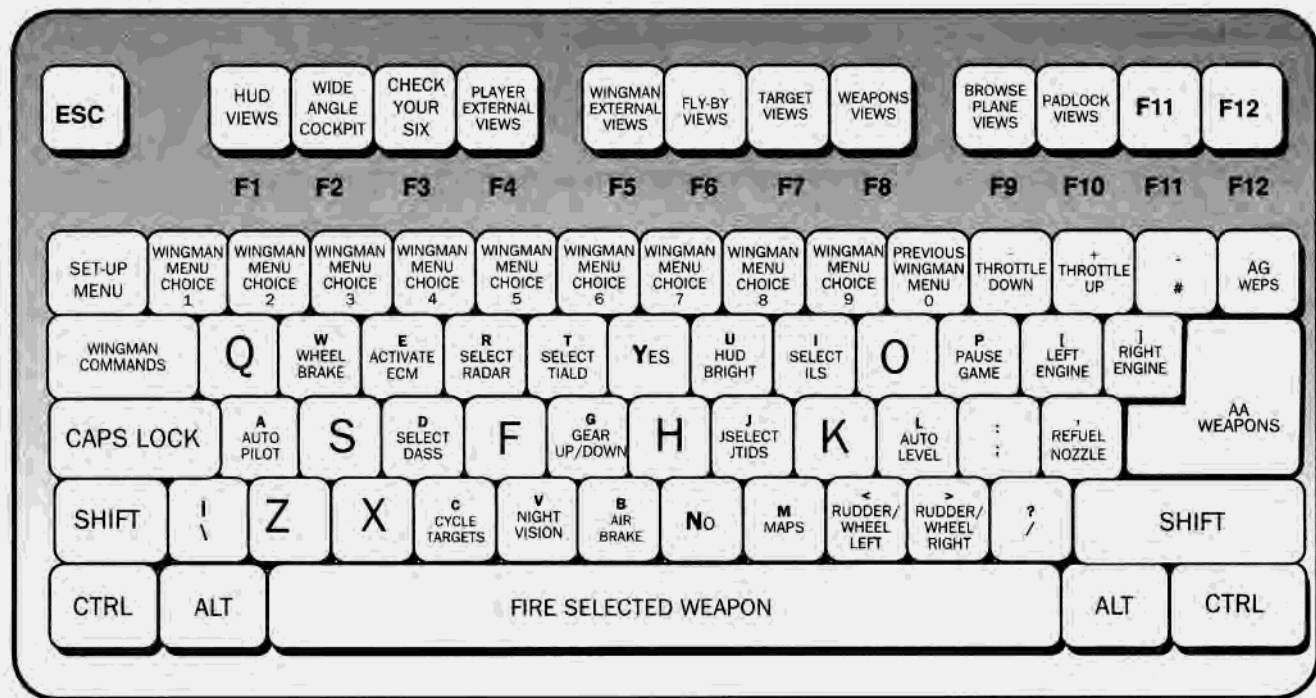 ESC
HUD
VIEWS
WIDE
ANGLE
COCKPIT
CHECK
YOUR
SIX
PLAYER
EXTERNAL
VIEWS
WINGMAN
EXTERNAL
VIEWS
FLY-BY
VIEWS
TARGET
VIEWS
WEAPONS
VIEWS
BROWSE
PLANE
VIEWS
PADLOCK
VIEWS
F11
F12
F1 F2 F3 F4 F5 F6 F7 F8 F9 F10 F11 F12
SET-UP
MENU
WINGMAN
MENU
CHOICE
1
WINGMAN
MENU
CHOICE
2
WINGMAN
MENU
CHOICE
3
WINGMAN
MENU
CHOICE
4
WINGMAN
MENU
CHOICE
5
WINGMAN
MENU
CHOICE
6
WINGMAN
MENU
CHOICE
7
WINGMAN
MENU
CHOICE
8
WINGMAN
MENU
CHOICE
9
PREVIOUS
WINGMAN
MENU
0
-
THROTTLE
DOWN
+
THROTTLE
UP
-
#
AG
WEPS
WINGMAN
COMMANDS
Q
W
WHEEL
BRAKE
E
ACTIVATE
ECM
R
SELECT
RADAR
T
SELECT
TIALD
YES
U
HUD
BRIGHT
I
SELECT
ILS
O
P
PAUSE
GAME
[
LEFT
ENGINE
]
RIGHT
ENGINE
AA
WEAPONS
CAPS LOCK
A
AUTO
PILOT
S
D
SELECT
DASS
F
G
GEAR
UP/DOWN
H
J
JSELECT
JTIDS
K
L
AUTO
LEVEL
:
;
,
REFUEL
NOZZLE
SHIFT
|
\
Z
X
C
CYCLE
TARGETS
V
NIGHT
VISION
B
AIR
BRAKE
NO
M
MAPS
<
RUDDER/
WHEEL
LEFT
>
RUDDER/
WHEEL
RIGHT
?
/
SHIFT
CTRL
ALT
FIRE SELECTED WEAPON
ALT
CTRL